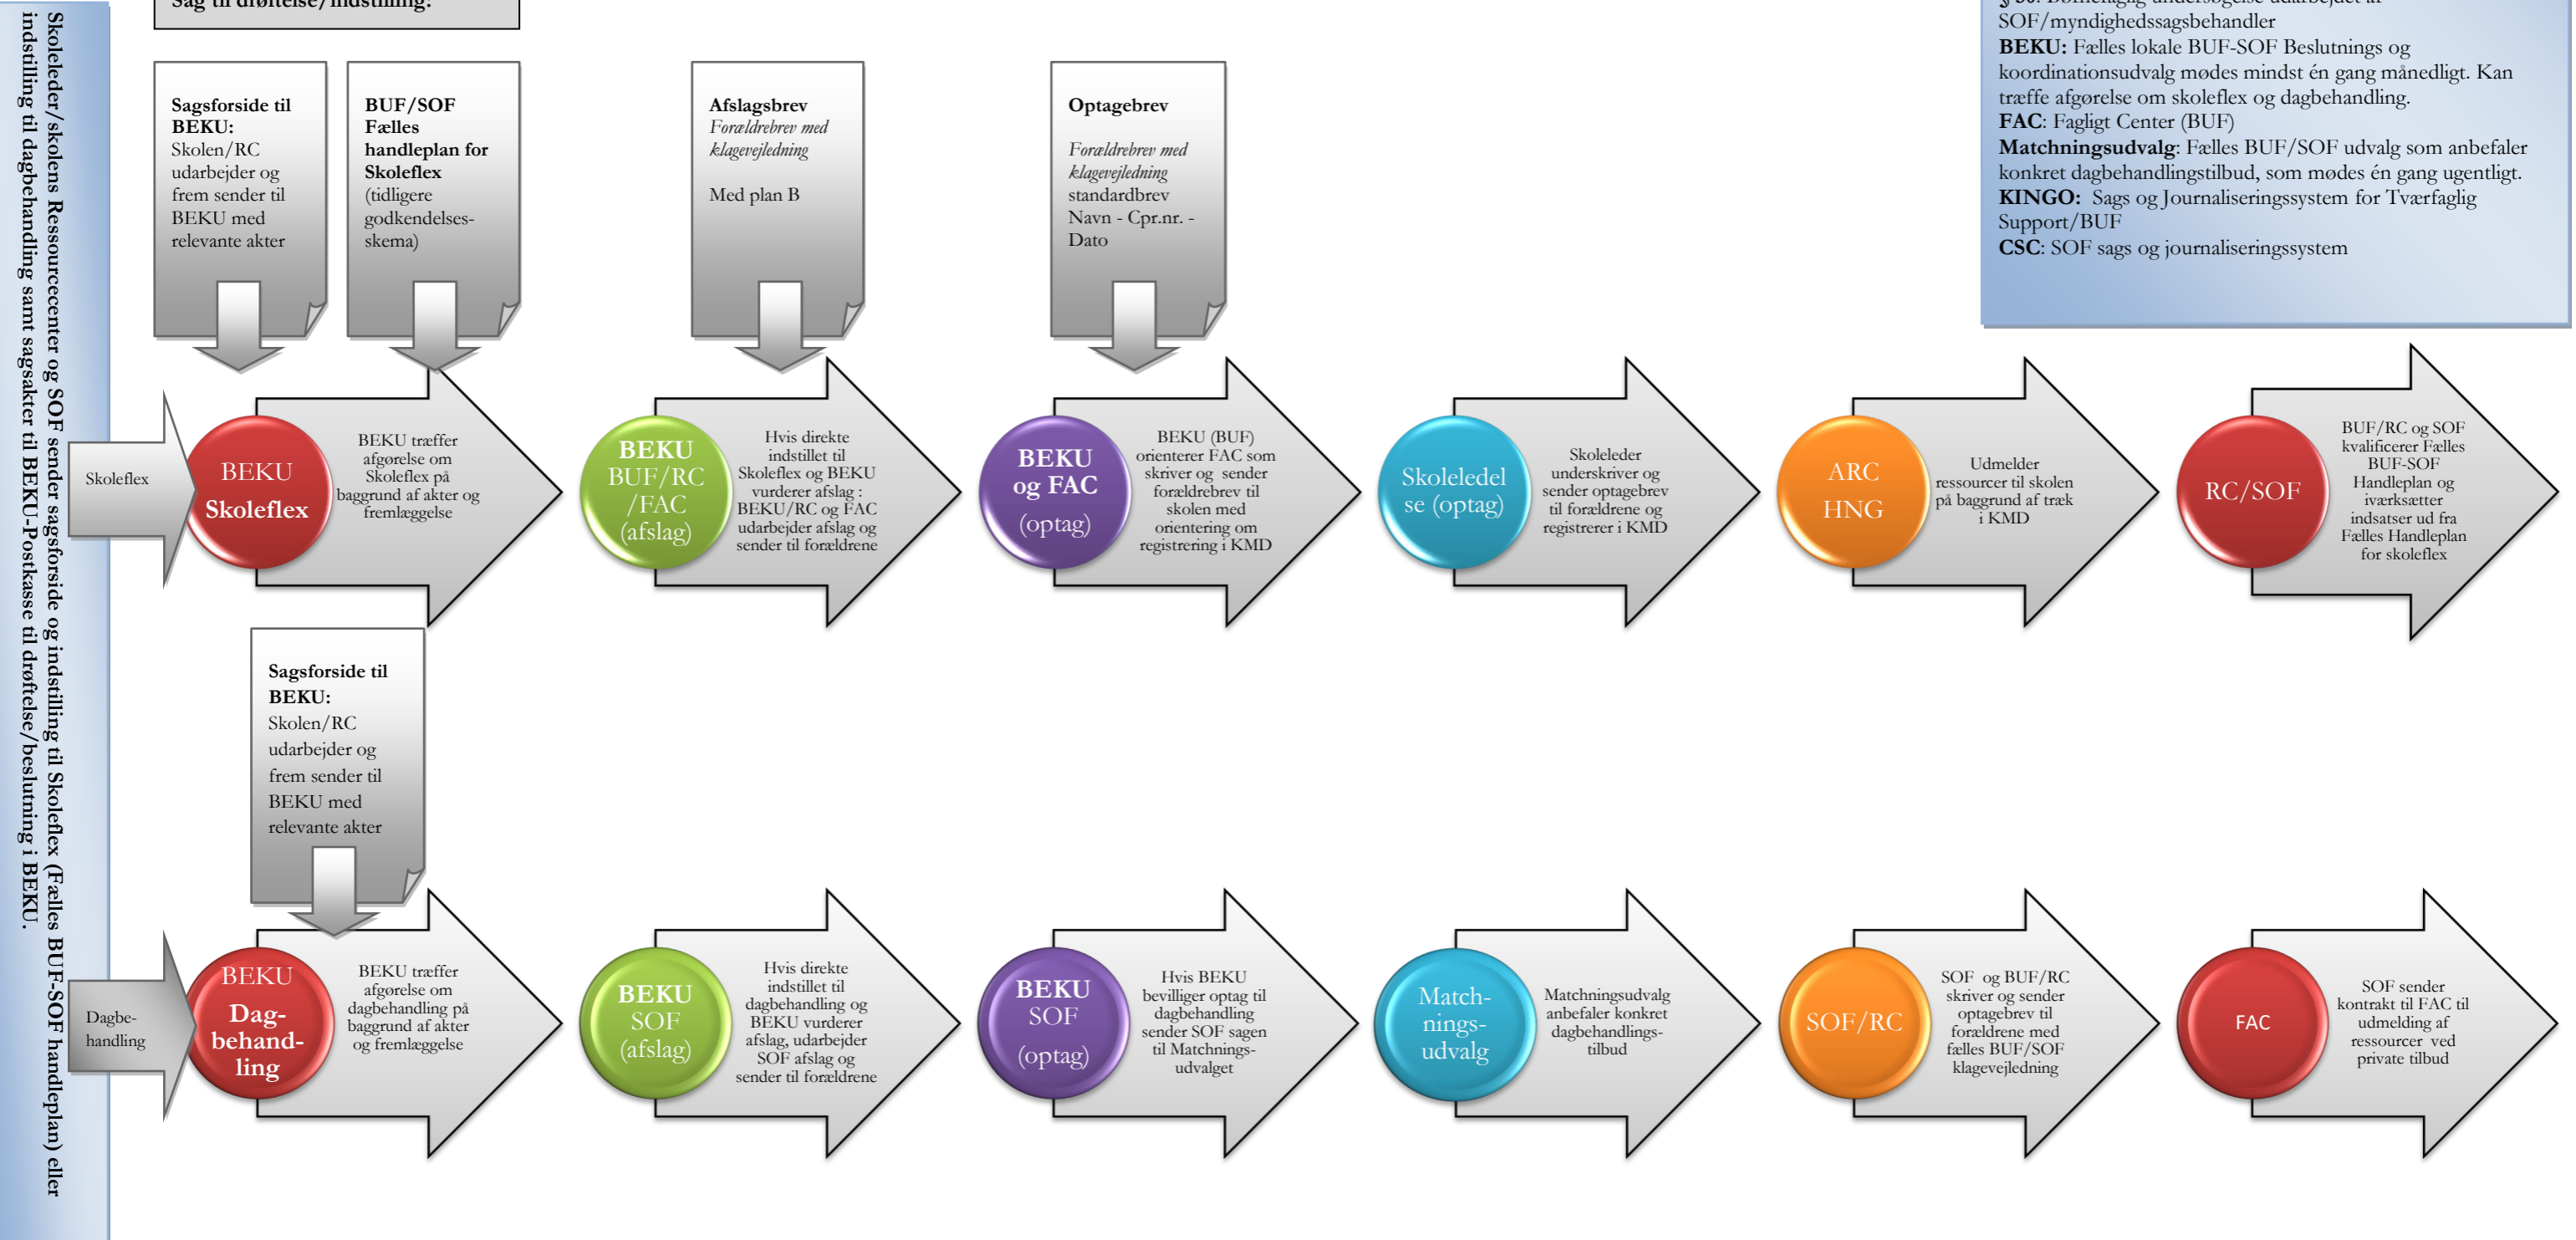 Sag til drøftelse/indstilling:
Skoleleder/skolens Ressourcecenter og SOF sender sagsforside og indstilling til Skoleflex (Fælles BUF-SOF handleplan) eller
indstilling til dagbehandling samt sagsakter til BEKU-Postkasse til drøftelse/beslutning i BEKU.
§ 50: Børnefaglig undersøgelse udarbejdet af
SOF/myndighedssagsbehandler
BEKU: Fælles lokale BUF-SOF Beslutnings og
koordinationsudvalg mødes mindst én gang månedligt. Kan
træffe afgørelse om skoleflex og dagbehandling.
FAC: Fagligt Center (BUF)
Matchningsudvalg: Fælles BUF/SOF udvalg som anbefaler
konkret dagbehandlingstilbud, som mødes én gang ugentligt.
KINGO: Sags og Journaliseringssystem for Tværfaglig
Support/BUF
CSC: SOF sags og journaliseringssystem
Sagsforside til
BEKU:
Skolen/RC
udarbejder og
frem sender til
BEKU med
relevante akter
BUF/SOF
Fælles
handleplan for
Skoleflex
(tidligere
godkendelses-
skema)
Afslagsbrev
Forældrebrev med
klagevejledning
Med plan B
Optagebrev
Forældrebrev med
klagevejledning
standardbrev
Navn - Cpr.nr. -
Dato
Skoleflex
BEKU
Skoleflex
BEKU træffer
afgørelse om
Skoleflex på
baggrund af akter og
fremlæggelse
BEKU
BUF/RC
/FAC
(afslag)
Hvis direkte
indstillet til
Skoleflex og BEKU
vurderer afslag :
BEKU/RC og FAC
udarbejder afslag og
sender til forældrene
BEKU
og FAC
(optag)
BEKU (BUF)
orienterer FAC som
skriver og sender
forældrebrev til
skolen med
orientering om
registrering i KMD
Skoleledel
se (optag)
Skoleleder
underskriver og
sender optagebrev
til forældrene og
registrerer i KMD
ARC
HNG
Udmelder
ressourcer til skolen
på baggrund af træk
i KMD
RC/SOF
BUF/RC og SOF
kvalificerer Fælles
BUF-SOF
Handleplan og
iværksætter
indsatser ud fra
Fælles Handleplan
for skoleflex
Sagsforside til
BEKU:
Skolen/RC
udarbejder og
frem sender til
BEKU med
relevante akter
Dagbe-
handling
BEKU
Dag-
behand-
ling
BEKU træffer
afgørelse om
dagbehandling på
baggrund af akter
og fremlæggelse
BEKU
SOF
(afslag)
Hvis direkte
indstillet til
dagbehandling og
BEKU vurderer
afslag, udarbejder
SOF afslag og
sender til forældrene
BEKU
SOF
(optag)
Hvis BEKU
bevilliger optag til
dagbehandling
sender SOF sagen
til Matchnings-
udvalget
Match-
nings-
udvalg
Matchningsudvalg
anbefaler konkret
dagbehandlings-
tilbud
SOF/RC
SOF og BUF/RC
skriver og sender
optagebrev til
forældrene med
fælles BUF/SOF
klagevejledning
FAC
SOF sender
kontrakt til FAC til
udmelding af
ressourcer ved
private tilbud